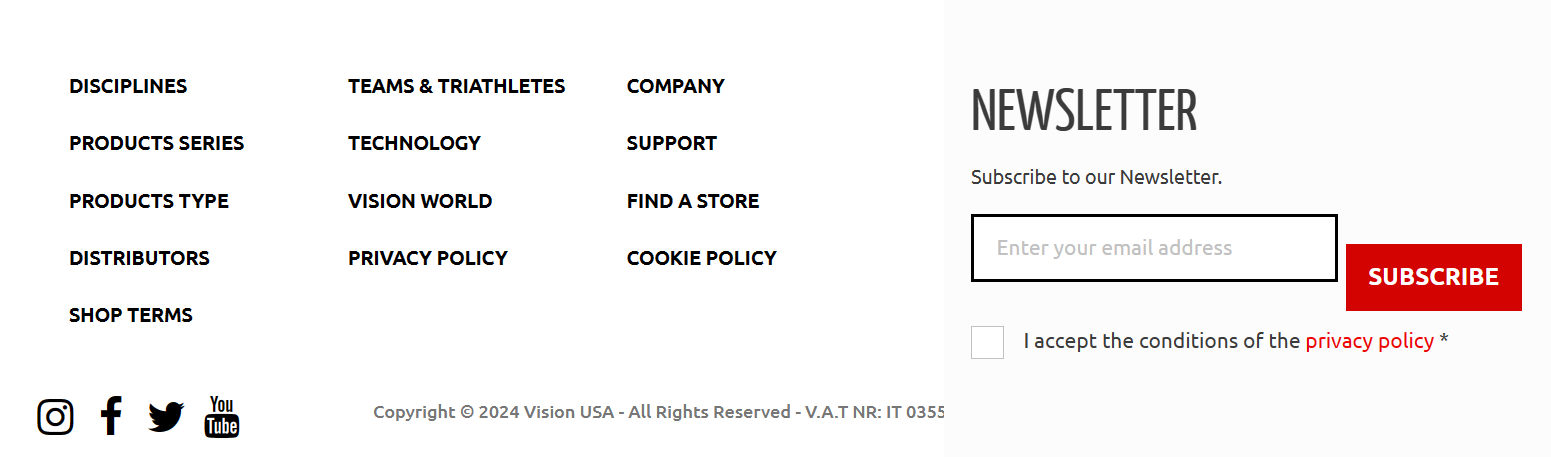 DISCIPLINES
PRODUCTS SERIES
PRODUCTS TYPE
DISTRIBUTORS
SHOP TERMS
TEAMS & TRIATHLETES
TECHNOLOGY
VISION WORLD
PRIVACY POLICY
COMPANY
SUPPORT
FIND A STORE
COOKIE POLICY
You
Tube
Copyright © 2024 Vision USA - All Rights Reserved - V.A.T NR: IT 0355
NEWSLETTER
Subscribe to our Newsletter.
Enter your email address
SUBSCRIBE
I accept the conditions of the privacy policy *